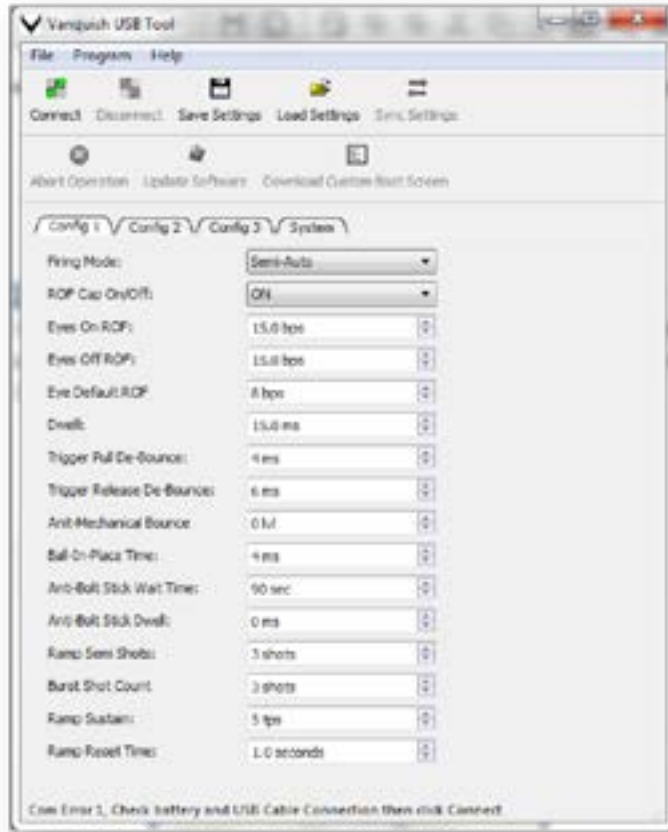 Vanquish USB Tool
File Program Help
Connect Disconnect Save Settings Load Settings Sync Settings
Abort Operation Update Software Download Custom Boot Screen
Config 1 Config 2 Config 3 System
Firing Mode: Semi-Auto
ROF Cap On/Off: ON
Eyes On ROF: 15.0 bps
Eyes Off ROF: 15.0 bps
Eye Default ROF 8 bps
Dwell: 15.0 ms
Trigger Pull De-Bounce: 4 ms
Trigger Release De-Bounce: 6 ms
Anit-Mechanical Bounce 0 lvl
Ball-In-Place Time: 4 ms
Anti-Bolt Stick Wait Time: 90 sec
Anti-Bolt Stick Dwell: 0 ms
Ramp Semi Shots: 3 shots
Burst Shot Count 3 shots
Ramp Sustain: 5 tps
Ramp Reset Time: 1.0 seconds
Com Error 1, Check battery and USB Cable Connection then click Connect